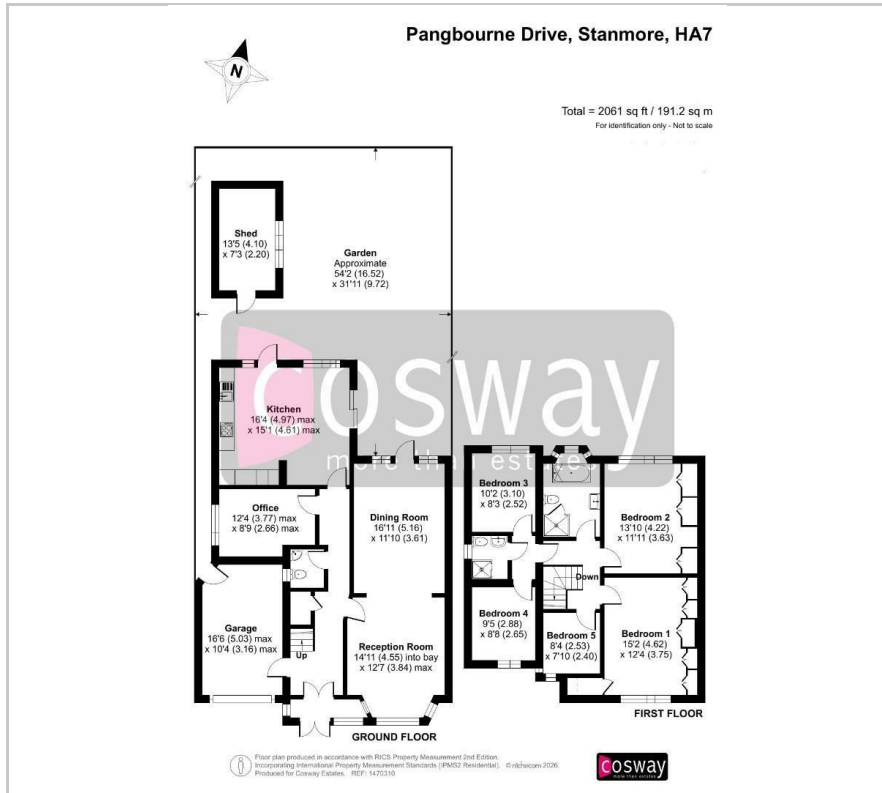 Pangbourne Drive, Stanmore, HA7
N
Total = 2061 sq ft / 191.2 sq m
For identification only - Not to scale
Shed
13'5 (4.10)
x 7'3 (2.20)
Garden
Approximate
54'2 (16.52)
x 31'11 (9.72)
cosway
more than estates
Kitchen
16'4 (4.97) max
x 15'1 (4.61) max
Office
12'4 (3.77) max
x 8'9 (2.66) max
Dining Room
16'11 (5.16)
x 11'10 (3.61)
Garage
16'6 (5.03) max
x 10'4 (3.16) max
Up
Reception Room
14'11 (4.55) into bay
x 12'7 (3.84) max
GROUND FLOOR
Bedroom 3
10'2 (3.10)
x 8'3 (2.52)
Bedroom 2
13'10 (4.22)
x 11'11 (3.63)
Down
Bedroom 4
9'5 (2.88)
x 8'8 (2.65)
Bedroom 5
8'4 (2.53)
x 7'10 (2.40)
Bedroom 1
15'2 (4.62)
x 12'4 (3.75)
FIRST FLOOR
Floor plan produced in accordance with RICS Property Measurement 2nd Edition.
Incorporating International Property Measurement Standards (IPMS2 Residential). © nichecom 2026.
Produced for Cosway Estates. REF: 1470310
cosway
more than estates